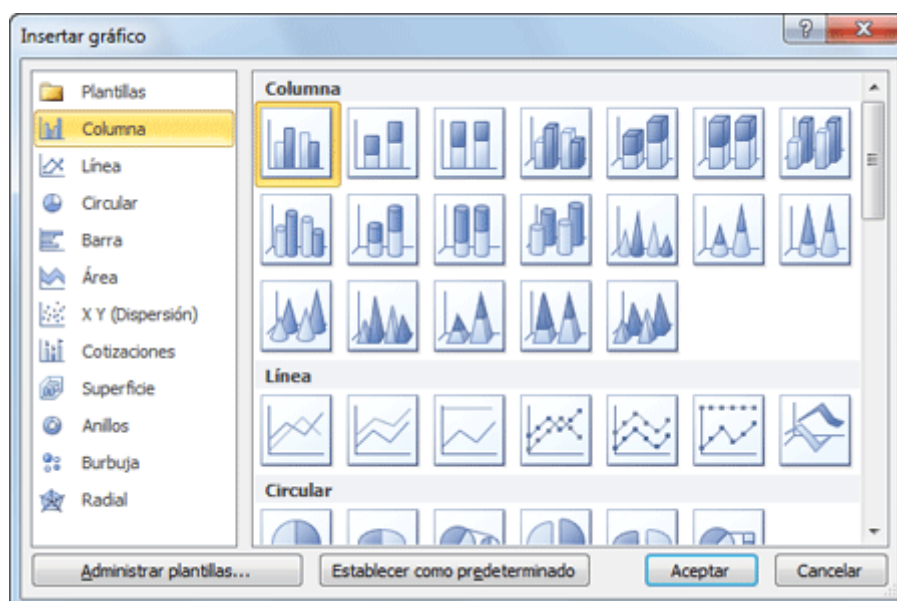 Insertar gráfico
Plantillas
Columna
Línea
Circular
Barra
Área
X Y (Dispersión)
Cotizaciones
Superficie
Anillos
Burbuja
Radial
Columna
Línea
Circular
Administrar plantillas...
Establecer como predeterminado
Aceptar
Cancelar